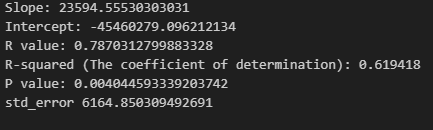 Slope: 23594.55530303031
Intercept: -45460279.096212134
R value: 0.7870312799883328
R-squared (The coefficient of determination): 0.619418
P value: 0.004044593339203742
std_error 6164.850309492691